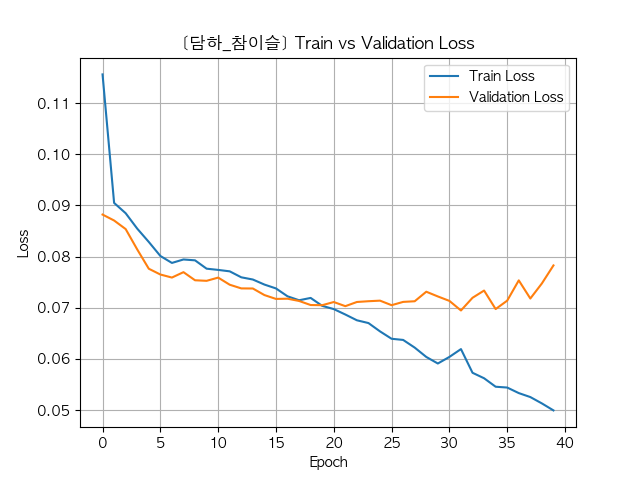 [담하_참이슬] Train vs Validation Loss
Train Loss
Validation Loss
0.11
0.10
0.09
0.08
0.07
0.06
0.05
Loss
0 5 10 15 20 25 30 35 40
Epoch